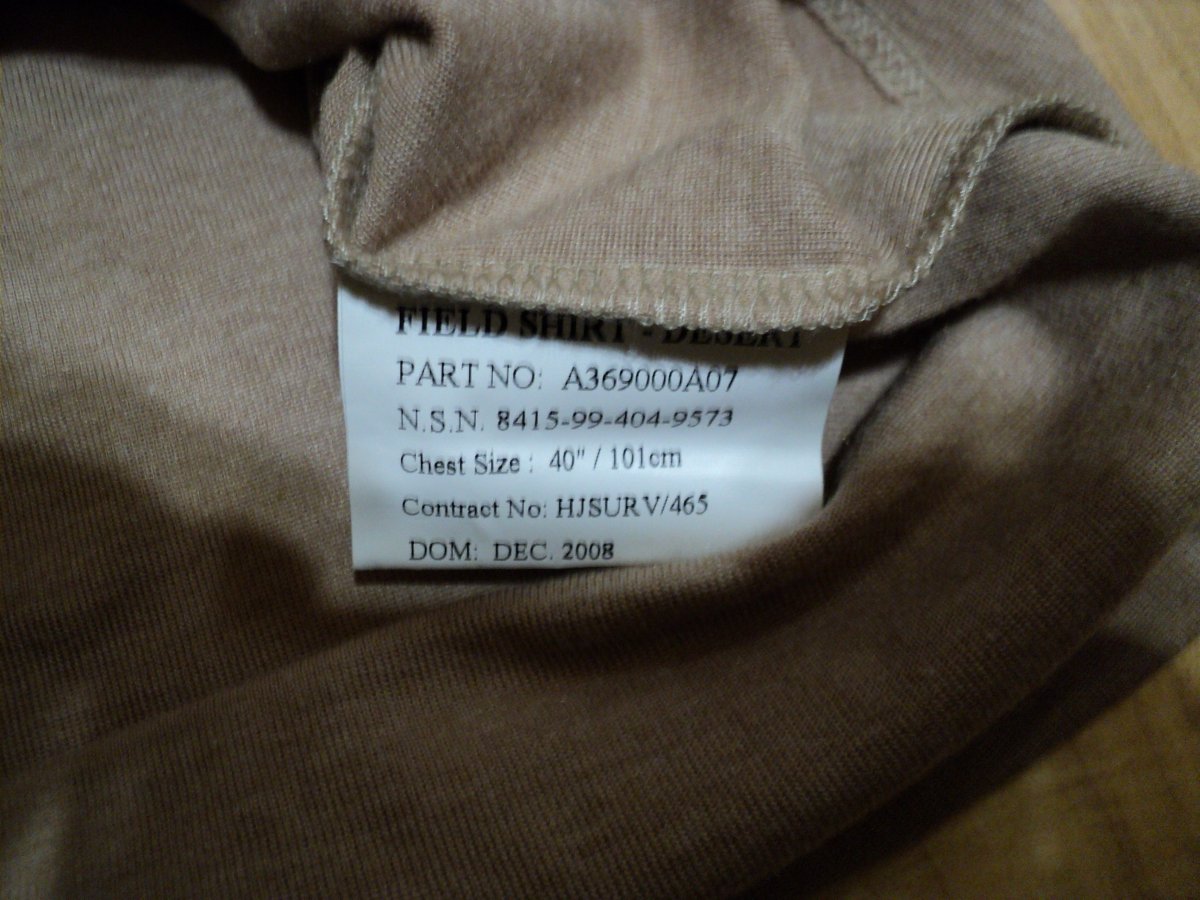 FIELD SHIRT - DESERT
PART NO: A369000A07
N.S.N. 8415-99-404-9573
Chest Size : 40" / 101cm
Contract No: HJSURV/465
DOM: DEC. 2008